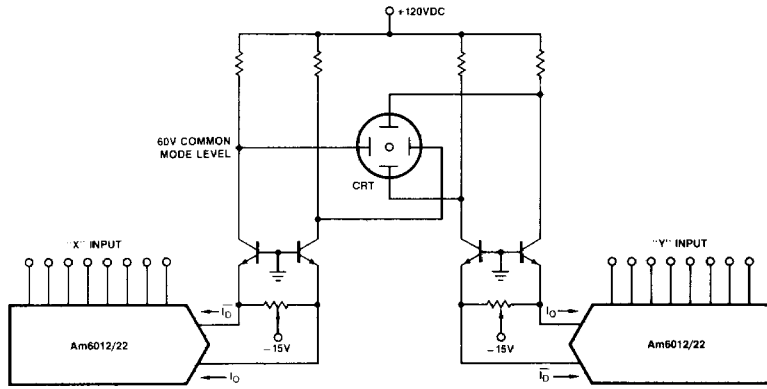 +120VDC
60V COMMON
MODE LEVEL
CRT
"X" INPUT
"Y" INPUT
I̅D̅
IO
-15V
-15V
IO
I̅D̅
Am6012/22
Am6012/22